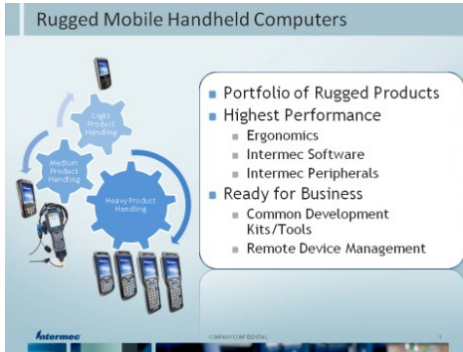 Rugged Mobile Handheld Computers
Light
Product
Handling
Medium
Product
Handling
Heavy Product
Handling
Portfolio of Rugged Products
Highest Performance
Ergonomics
Intermec Software
Intermec Peripherals
Ready for Business
Common Development
Kits/Tools
Remote Device Management
Intermec
COMPANY CONFIDENTIAL
1